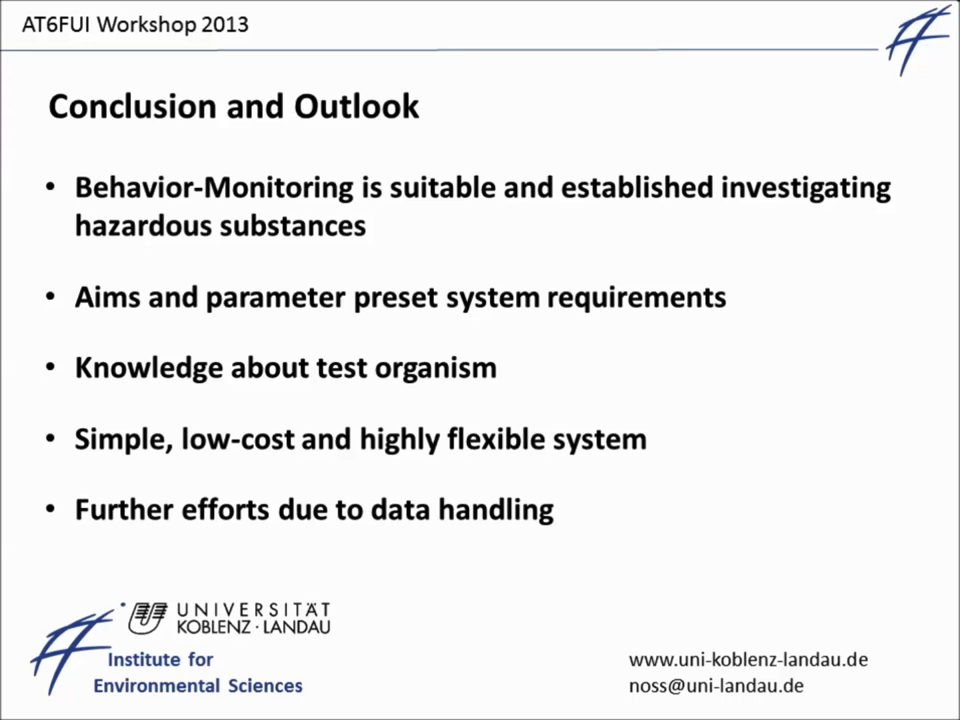 AT6FUI Workshop 2013
Conclusion and Outlook
• Behavior-Monitoring is suitable and established investigating
hazardous substances
• Aims and parameter preset system requirements
• Knowledge about test organism
• Simple, low-cost and highly flexible system
• Further efforts due to data handling
UNIVERSITÄT
KOBLENZ · LANDAU
Institute for
Environmental Sciences
www.uni-koblenz-landau.de
noss@uni-landau.de